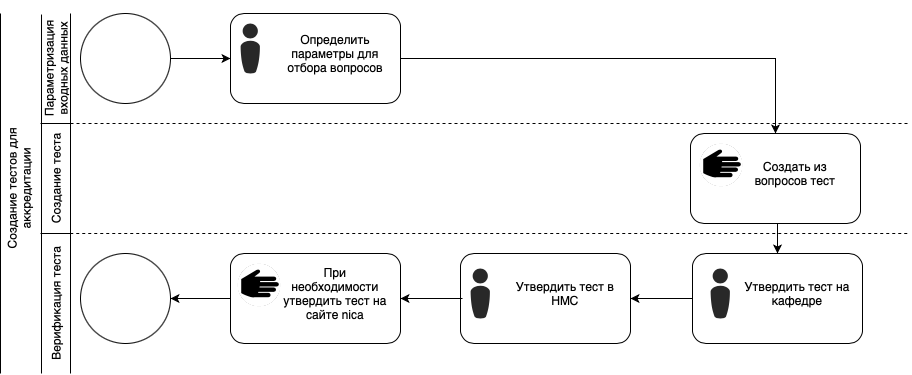 Создание тестов для
аккредитации
Параметризация
входных данных
Определить
параметры для
отбора вопросов
Создание теста
Создать из
вопросов тест
Верификация теста
При
необходимости
утвердить тест на
сайте nica
Утвердить тест в
НМС
Утвердить тест на
кафедре